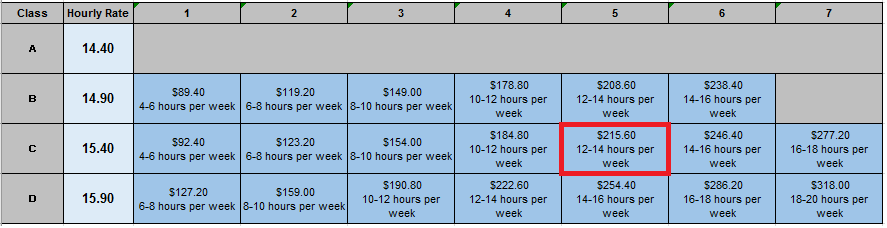 Class Hourly Rate 1 2 3 4 5 6 7
A 14.40
B 14.90 $89.40 4-6 hours per week $119.20 6-8 hours per week $149.00 8-10 hours per week $178.80 10-12 hours per week $208.60 12-14 hours per week $238.40 14-16 hours per week
C 15.40 $92.40 4-6 hours per week $123.20 6-8 hours per week $154.00 8-10 hours per week $184.80 10-12 hours per week $215.60 12-14 hours per week $246.40 14-16 hours per week $277.20 16-18 hours per week
D 15.90 $127.20 6-8 hours per week $159.00 8-10 hours per week $190.80 10-12 hours per week $222.60 12-14 hours per week $254.40 14-16 hours per week $286.20 16-18 hours per week $318.00 18-20 hours per week